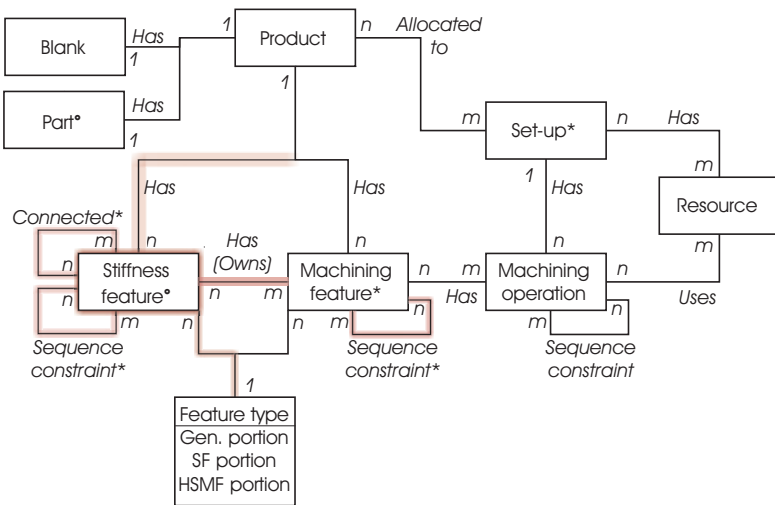 Blank
Has
1
1
Product
n
Allocated
to
Part°
Has
1
1
m
Set-up*
n
Has
1
m
Has
Resource
m
Has
Has
Connected*
m
n
n
Stiffness
feature°
n
n
m
n
Has
(Owns)
n
m
n
Machining
feature*
n
n
m
n
m
Has
n
Machining
operation
n
n
m
Uses
Sequence
constraint*
Sequence
constraint*
Sequence
constraint
1
Feature type
Gen. portion
SF portion
HSMF portion